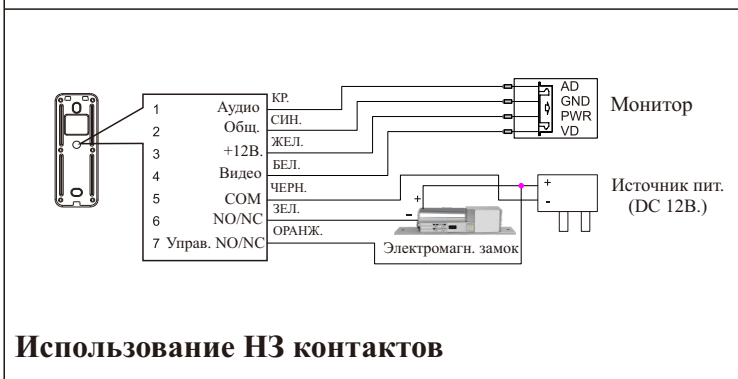 1 Аудио КР.
2 Общ. СИН.
3 +12В. ЖЕЛ.
4 Видео БЕЛ.
5 COM ЧЕРН.
6 NO/NC ЗЕЛ.
7 Управ. NO/NC ОРАНЖ.
AD
GND
PWR
VD
Монитор
+
-
Источник пит.
(DC 12В.)
+
-
Электромагн. замок
Использование НЗ контактов